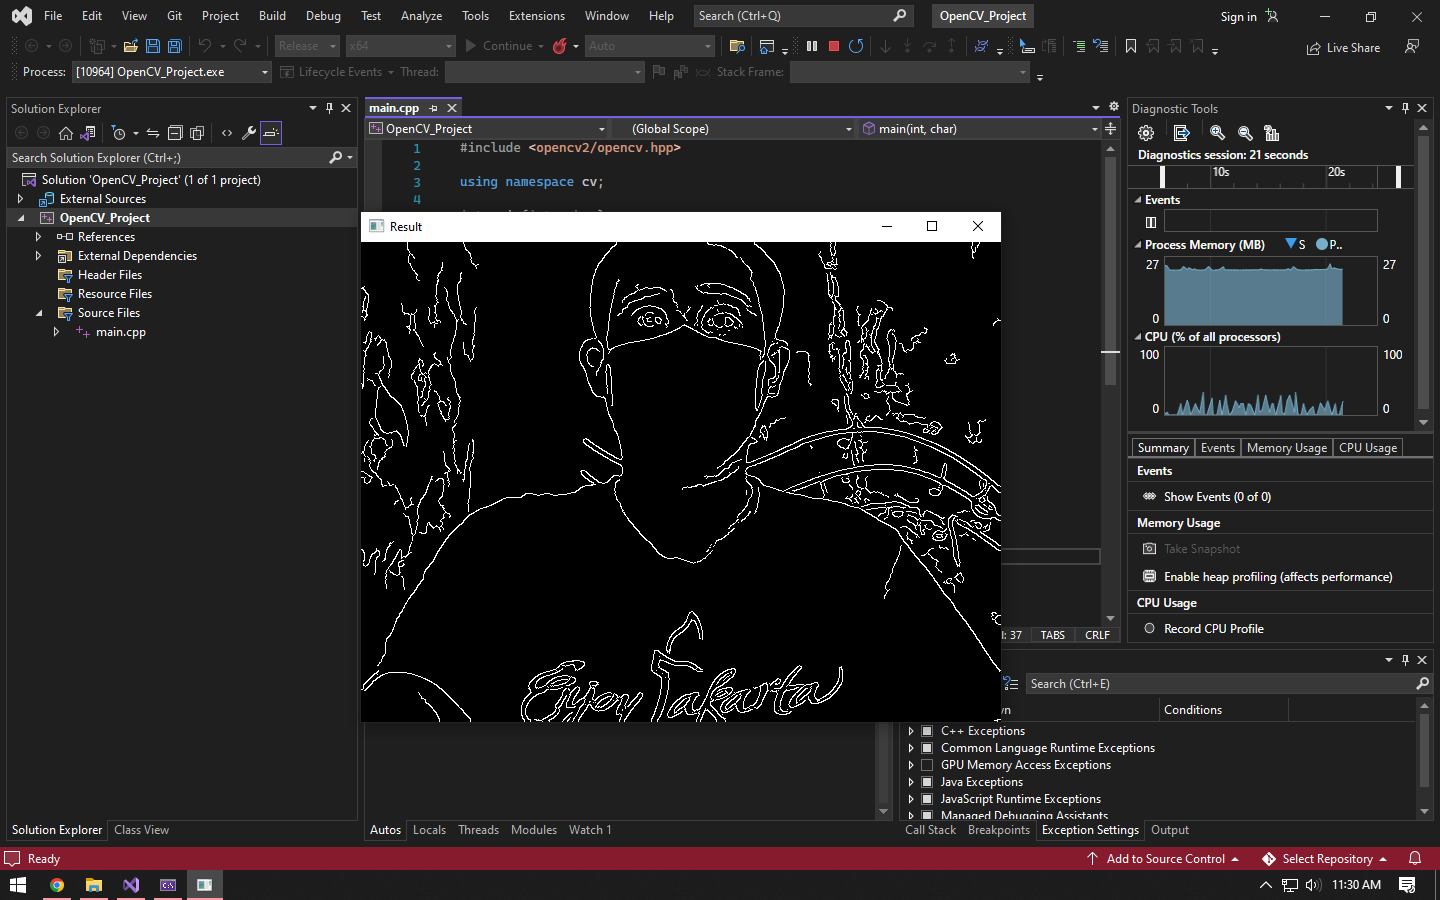 File Edit View Git Project Build Debug Test Analyze Tools Extensions Window Help Search (Ctrl+Q) OpenCV_Project Sign in
Release x64 Continue Auto Live Share
Process: [10964] OpenCV_Project.exe Lifecycle Events Thread: Stack Frame:
Solution Explorer
Search Solution Explorer (Ctrl+;)
Solution 'OpenCV_Project' (1 of 1 project)
External Sources
OpenCV_Project
References
External Dependencies
Header Files
Resource Files
Source Files
main.cpp
Solution Explorer Class View
main.cpp
OpenCV_Project (Global Scope) main(int, char)
1 #include <opencv2/opencv.hpp>
2
3 using namespace cv;
4
Result
Enjoy Jakarta
: 37 TABS CRLF
Diagnostic Tools
Diagnostics session: 21 seconds
10s 20s
Events
Process Memory (MB) S P..
27 27
0 0
CPU (% of all processors)
100 100
0 0
Summary Events Memory Usage CPU Usage
Events
Show Events (0 of 0)
Memory Usage
Take Snapshot
Enable heap profiling (affects performance)
CPU Usage
Record CPU Profile
Search (Ctrl+E)
Conditions
C++ Exceptions
Common Language Runtime Exceptions
GPU Memory Access Exceptions
Java Exceptions
JavaScript Runtime Exceptions
Managed Debugging Assistants
Autos Locals Threads Modules Watch 1
Call Stack Breakpoints Exception Settings Output
Ready Add to Source Control Select Repository
11:30 AM